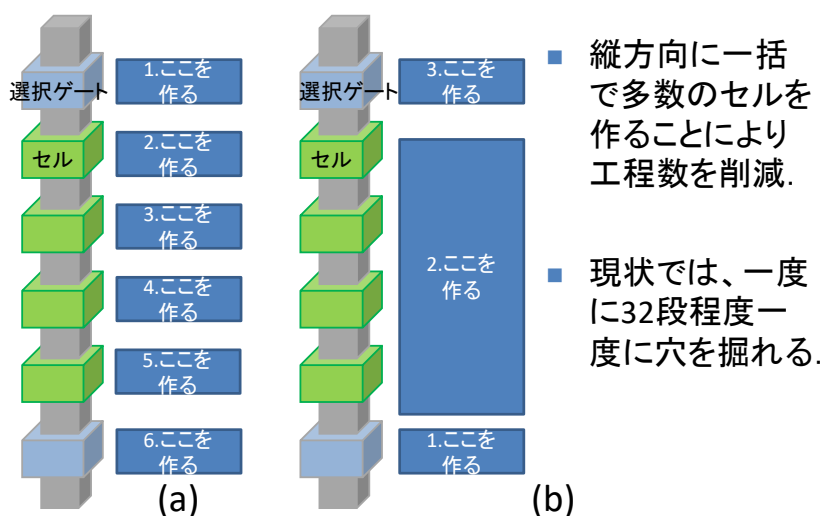 選択ゲート
1.ここを
作る
セル
2.ここを
作る
3.ここを
作る
4.ここを
作る
5.ここを
作る
6.ここを
作る
(a)
選択ゲート
3.ここを
作る
セル
2.ここを
作る
1.ここを
作る
(b)
縦方向に一括
で多数のセルを
作ることにより
工程数を削減.
現状では、一度
に32段程度一
度に穴を掘れる.